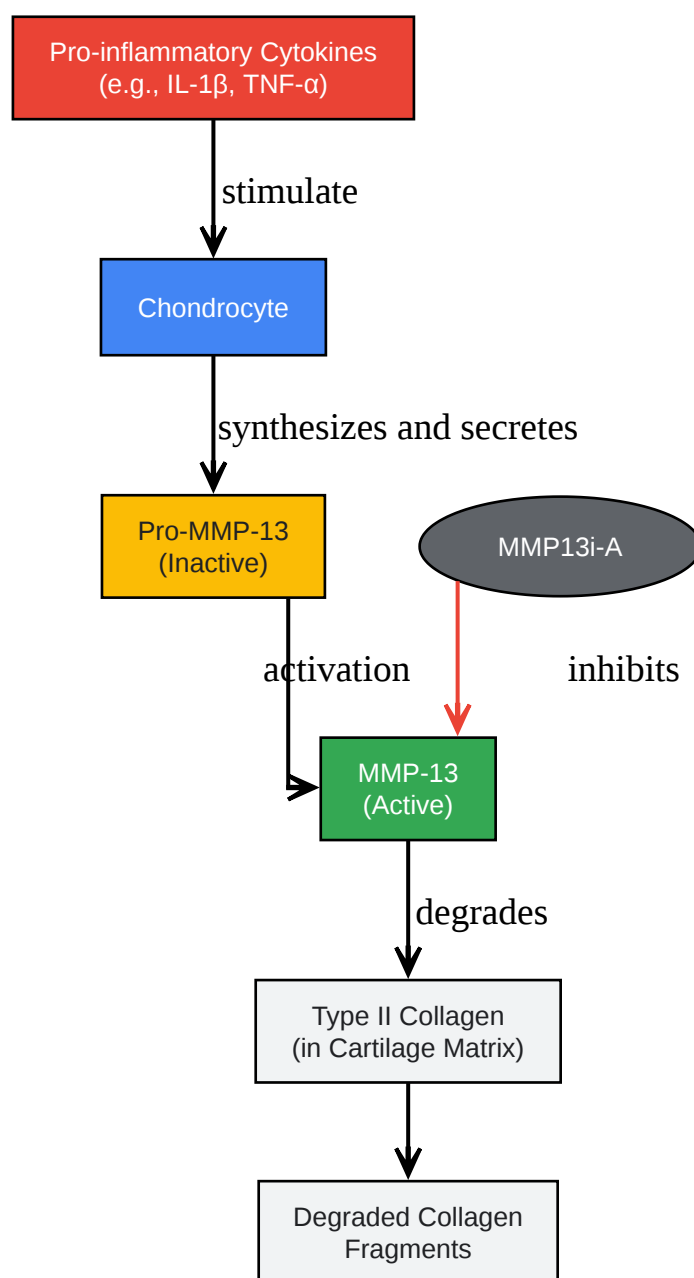 Pro-inflammatory Cytokines
(e.g., IL-1β, TNF-α)
stimulate
Chondrocyte
synthesizes and secretes
Pro-MMP-13
(Inactive)
MMP13i-A
activation
inhibits
MMP-13
(Active)
degrades
Type II Collagen
(in Cartilage Matrix)
Degraded Collagen
Fragments